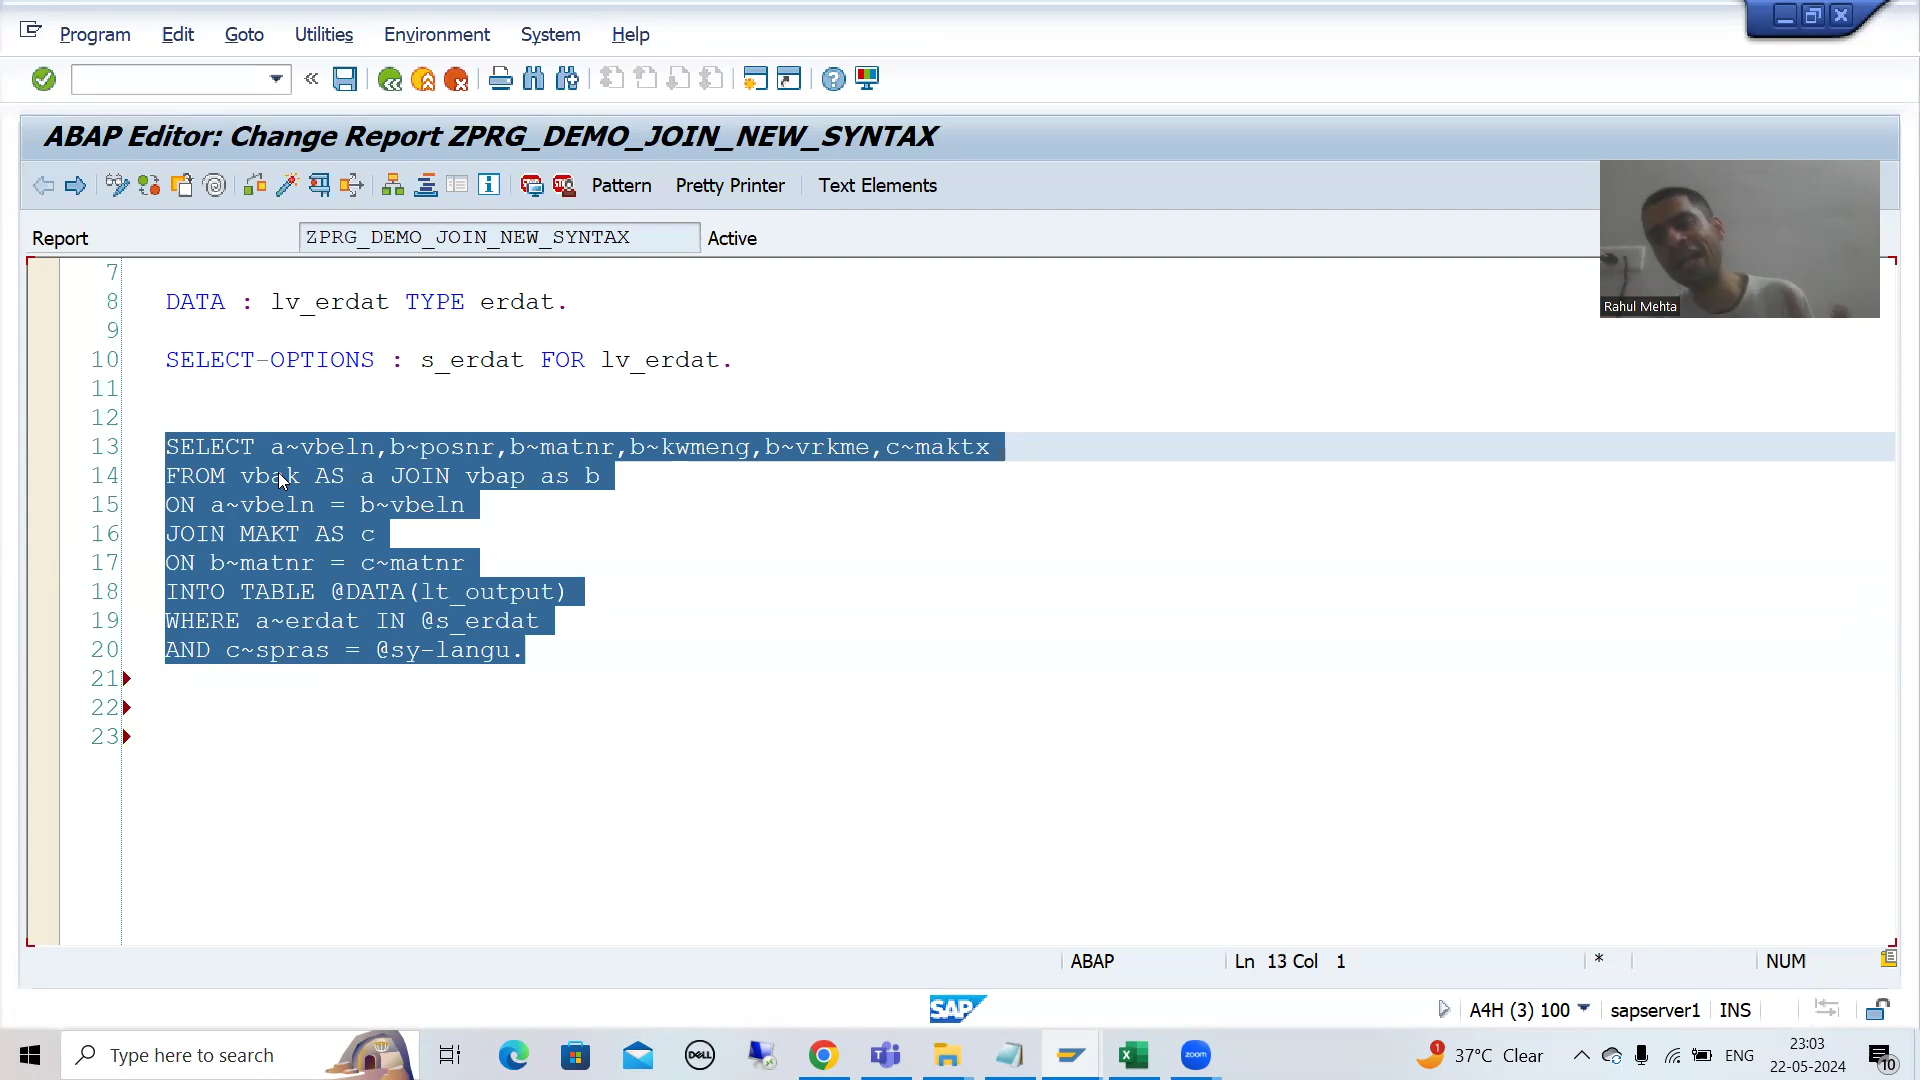 Program Edit Goto Utilities Environment System Help
ABAP Editor: Change Report ZPRG_DEMO_JOIN_NEW_SYNTAX
Pattern Pretty Printer Text Elements
Report ZPRG_DEMO_JOIN_NEW_SYNTAX Active
Rahul Mehta
7
8 DATA : lv_erdat TYPE erdat.
9
10 SELECT-OPTIONS : s_erdat FOR lv_erdat.
11
12
13 SELECT a~vbeln,b~posnr,b~matnr,b~kwmeng,b~vrkme,c~maktx
14 FROM vbak AS a JOIN vbap as b
15 ON a~vbeln = b~vbeln
16 JOIN MAKT AS c
17 ON b~matnr = c~matnr
18 INTO TABLE @DATA(lt_output)
19 WHERE a~erdat IN @s_erdat
20 AND c~spras = @sy-langu.
21
22
23
ABAP Ln 13 Col 1 * NUM
SAP A4H (3) 100 sapserver1 INS
Type here to search DELL zoom 1 37°C Clear ENG 23:03
22-05-2024 10